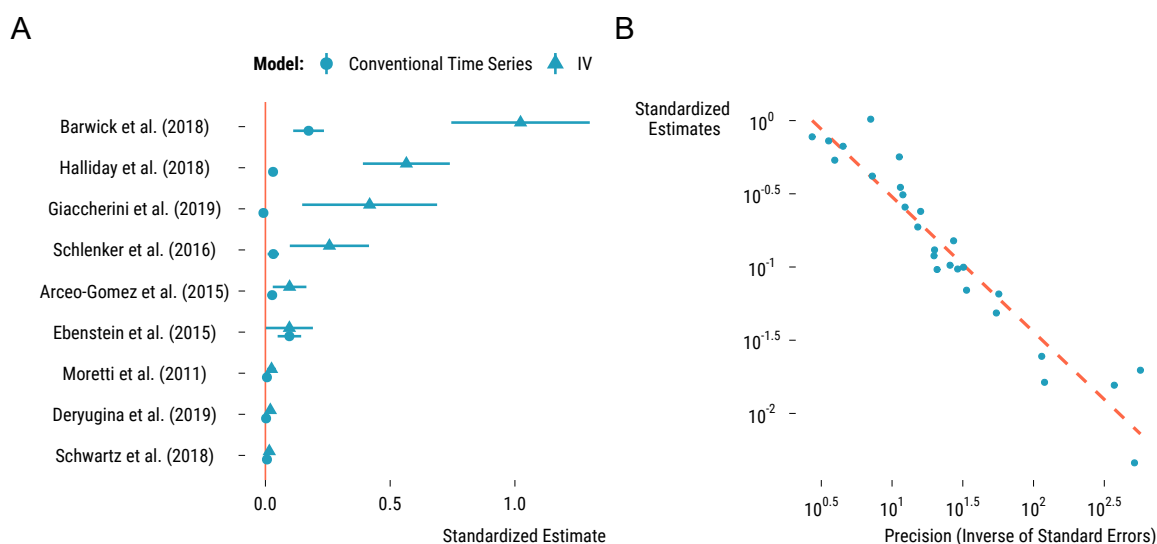 A
Model: Conventional Time Series IV
Barwick et al. (2018)
Halliday et al. (2018)
Giaccherini et al. (2019)
Schlenker et al. (2016)
Arceo-Gomez et al. (2015)
Ebenstein et al. (2015)
Moretti et al. (2011)
Deryugina et al. (2019)
Schwartz et al. (2018)
0.0 0.5 1.0
Standardized Estimate
B
Standardized
Estimates
10^0
10^-0.5
10^-1
10^-1.5
10^-2
10^0.5 10^1 10^1.5 10^2 10^2.5
Precision (Inverse of Standard Errors)